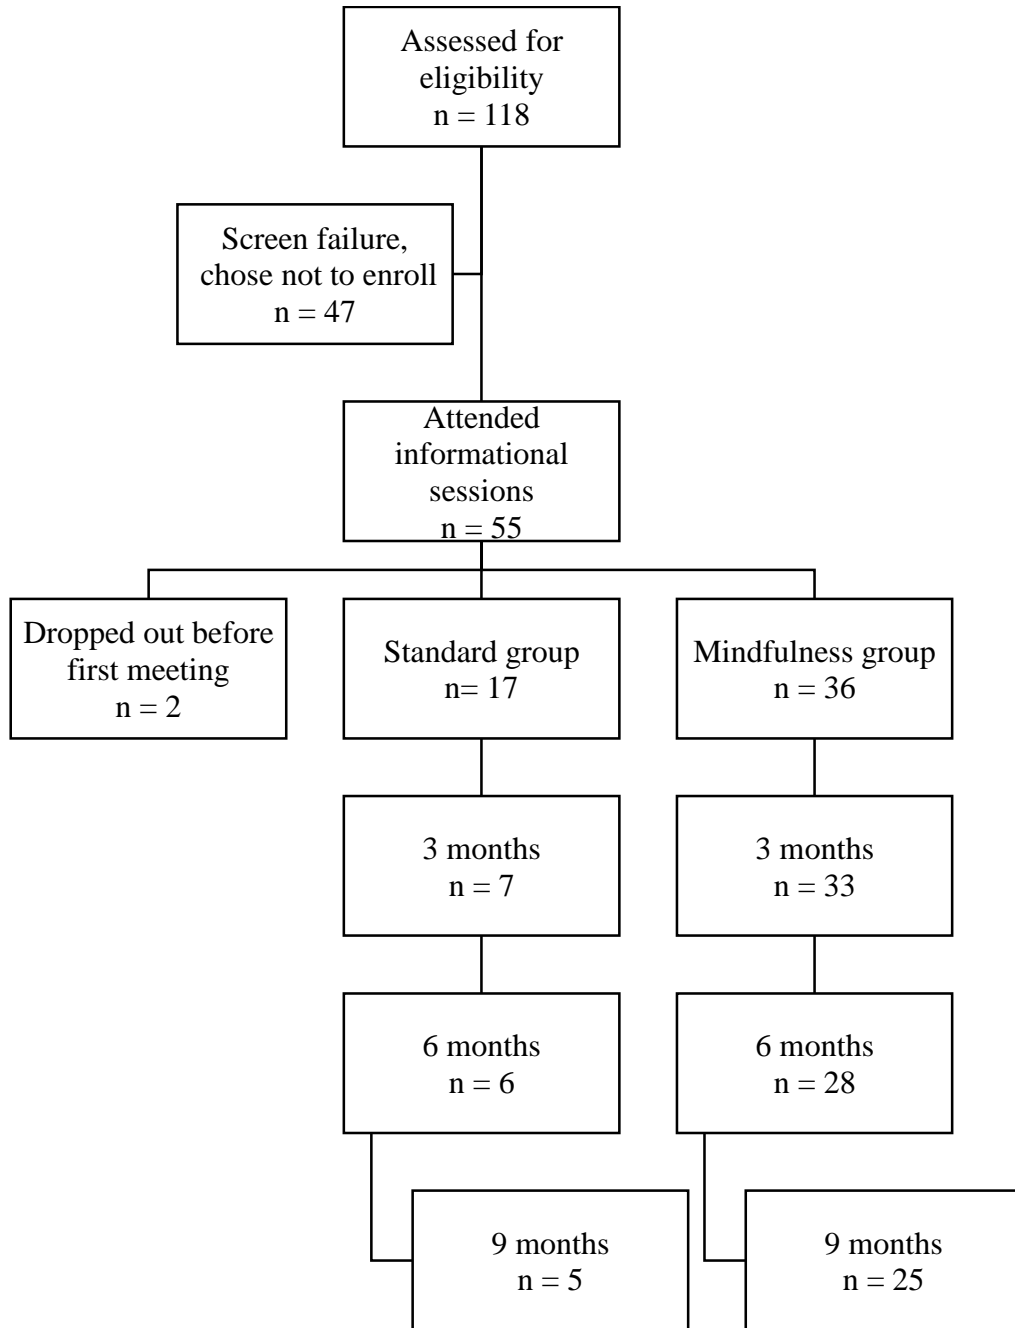 Assessed for
eligibility
n = 118
Screen failure,
chose not to enroll
n = 47
Attended
informational
sessions
n = 55
Dropped out before
first meeting
n = 2
Standard group
n= 17
Mindfulness group
n = 36
3 months
n = 7
3 months
n = 33
6 months
n = 6
6 months
n = 28
9 months
n = 5
9 months
n = 25